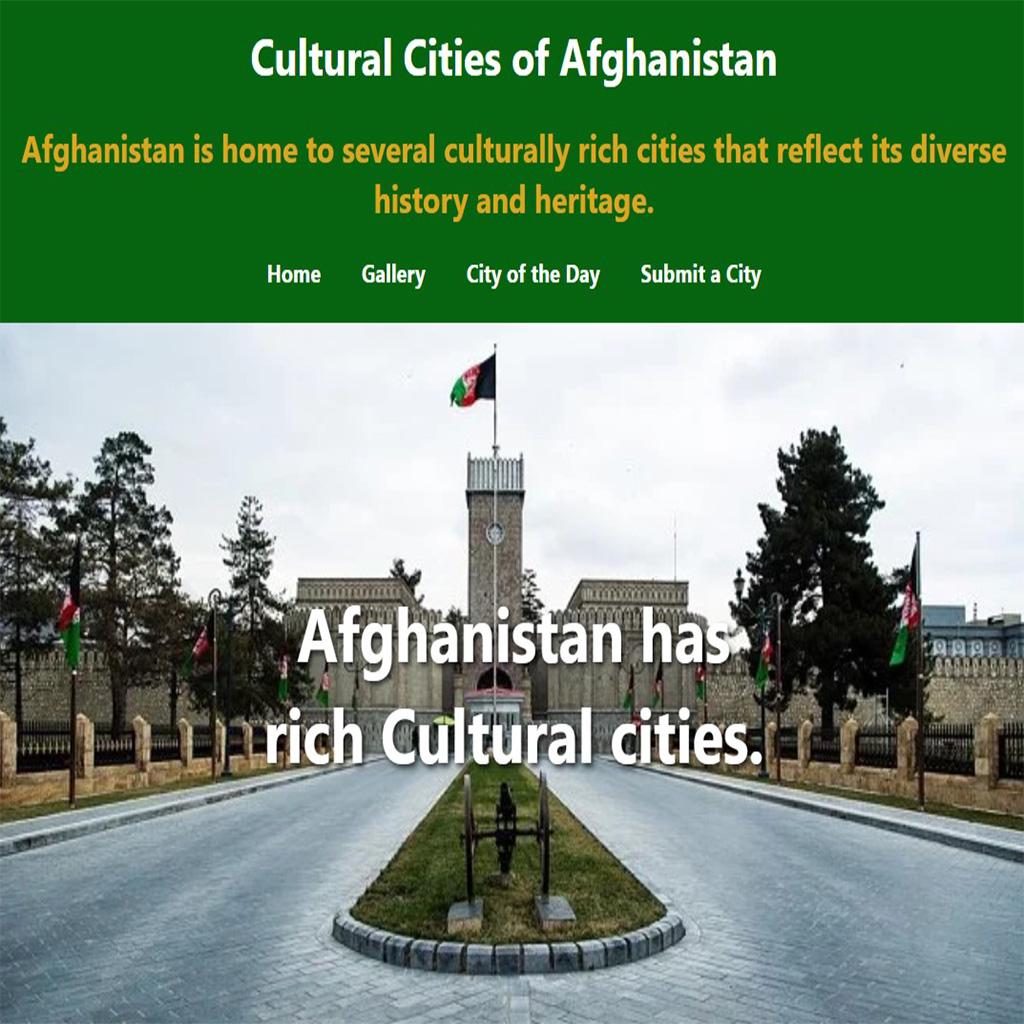 Cultural Cities of Afghanistan
Afghanistan is home to several culturally rich cities that reflect its diverse
history and heritage.
Home Gallery City of the Day Submit a City
Afghanistan has
rich Cultural cities.